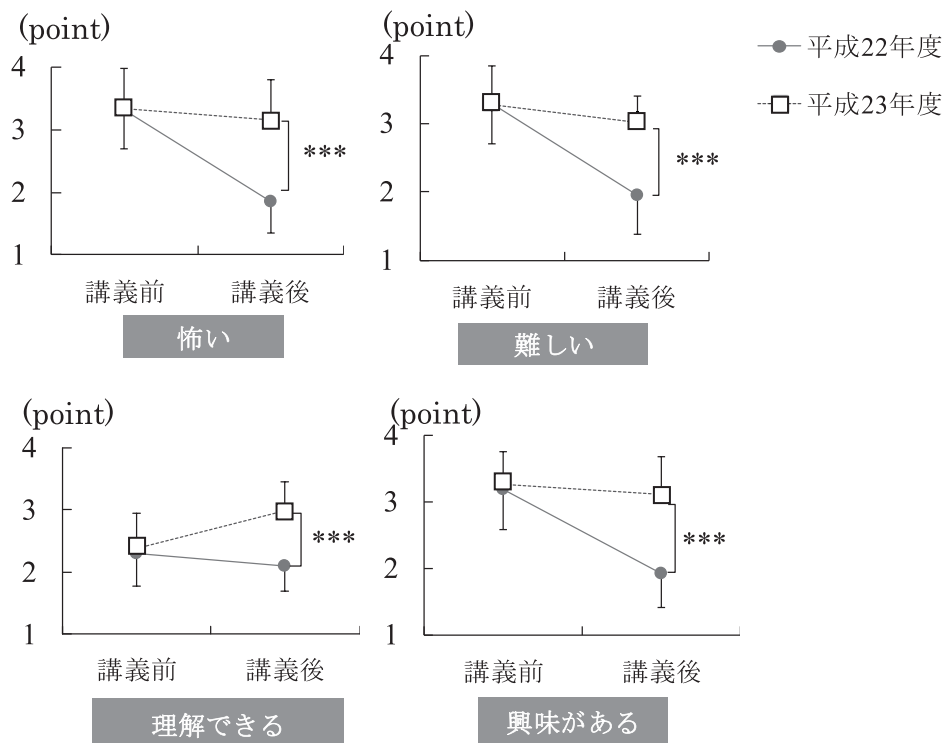 (point)
4
3
2
1
***
講義前 講義後
怖い
(point)
4
3
2
1
***
講義前 講義後
難しい
平成22年度
平成23年度
(point)
4
3
2
1
***
講義前 講義後
理解できる
(point)
4
3
2
1
***
講義前 講義後
興味がある